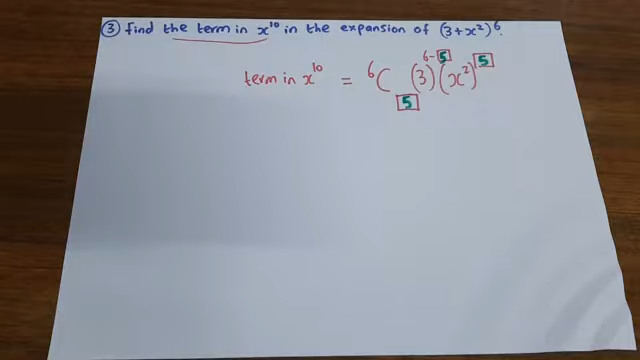 ③ Find the term in x¹⁰ in the expansion of (3+x²)⁶.
term in x¹⁰ = ⁶C₅ (3)⁶⁻⁵ (x²)⁵